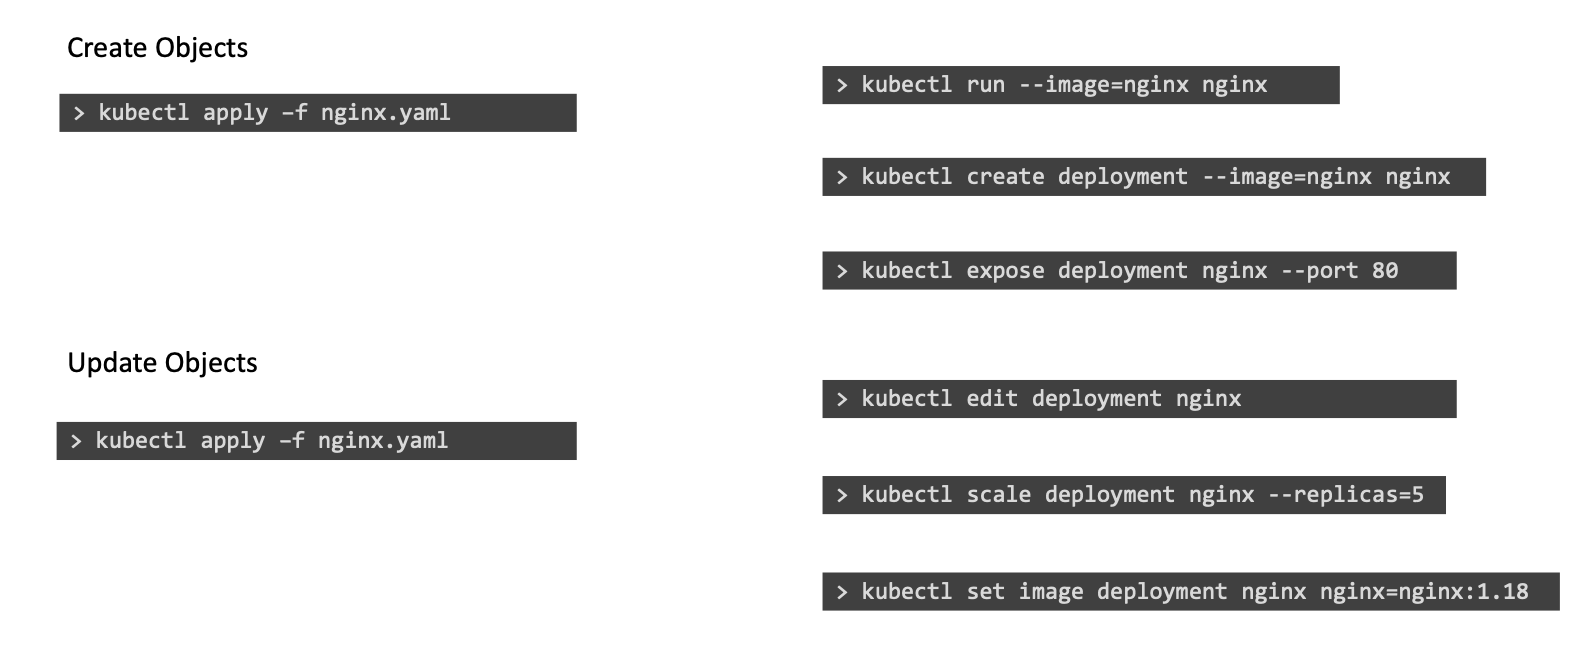 Create Objects
> kubectl apply –f nginx.yaml
> kubectl run --image=nginx nginx
> kubectl create deployment --image=nginx nginx
> kubectl expose deployment nginx --port 80
Update Objects
> kubectl apply –f nginx.yaml
> kubectl edit deployment nginx
> kubectl scale deployment nginx --replicas=5
> kubectl set image deployment nginx nginx=nginx:1.18